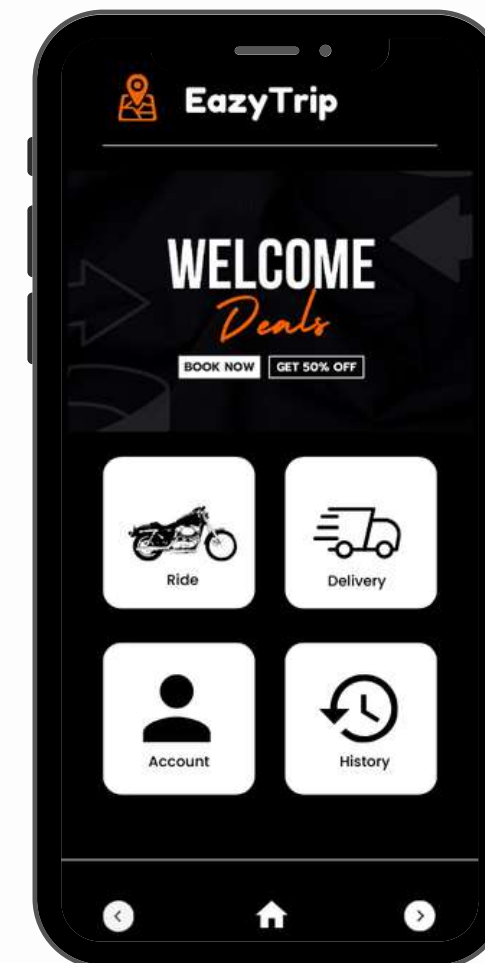 EazyTrip
WELCOME
Deals
BOOK NOW GET 50% OFF
Ride Delivery
Account History